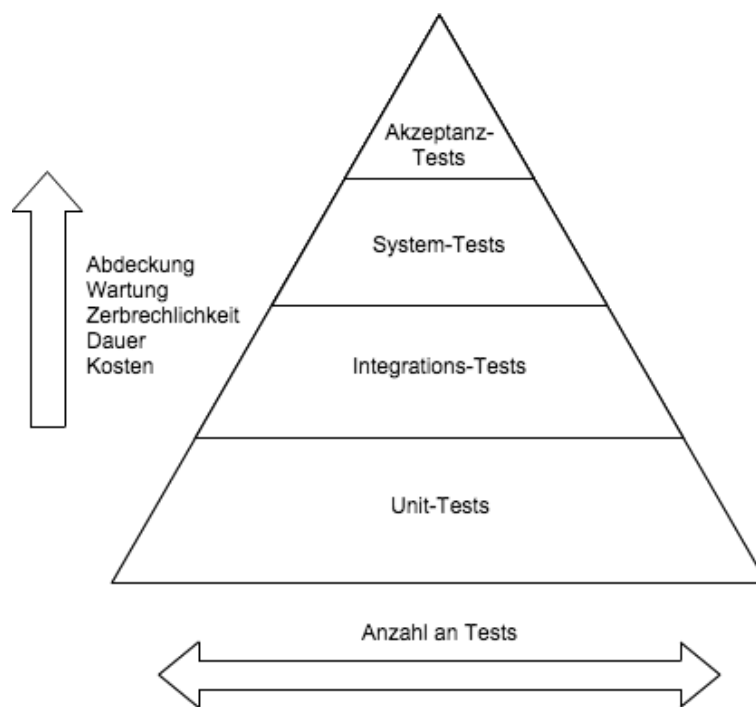 Akzeptanz-
Tests
System-Tests
Abdeckung
Wartung
Zerbrechlichkeit
Dauer
Kosten
Integrations-Tests
Unit-Tests
Anzahl an Tests